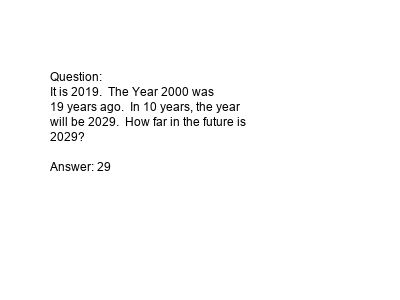 Question:
It is 2019.  The Year 2000 was
19 years ago.  In 10 years, the year
will be 2029.  How far in the future is
2029?

Answer: 29